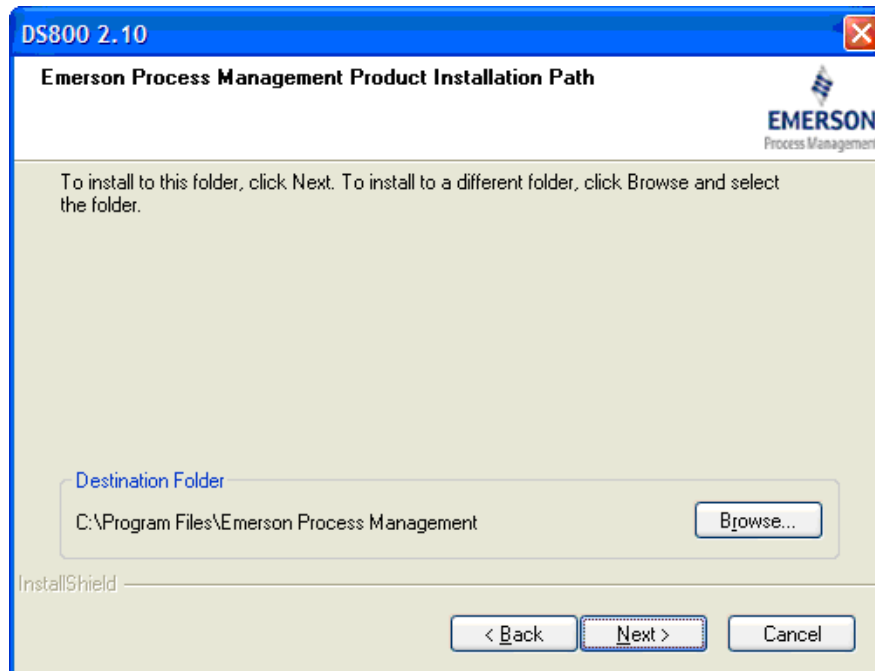 DS800 2.10
Emerson Process Management Product Installation Path
EMERSON
Process Management
To install to this folder, click Next. To install to a different folder, click Browse and select
the folder.
Destination Folder
C:\Program Files\Emerson Process Management
Browse...
InstallShield
< Back
Next >
Cancel